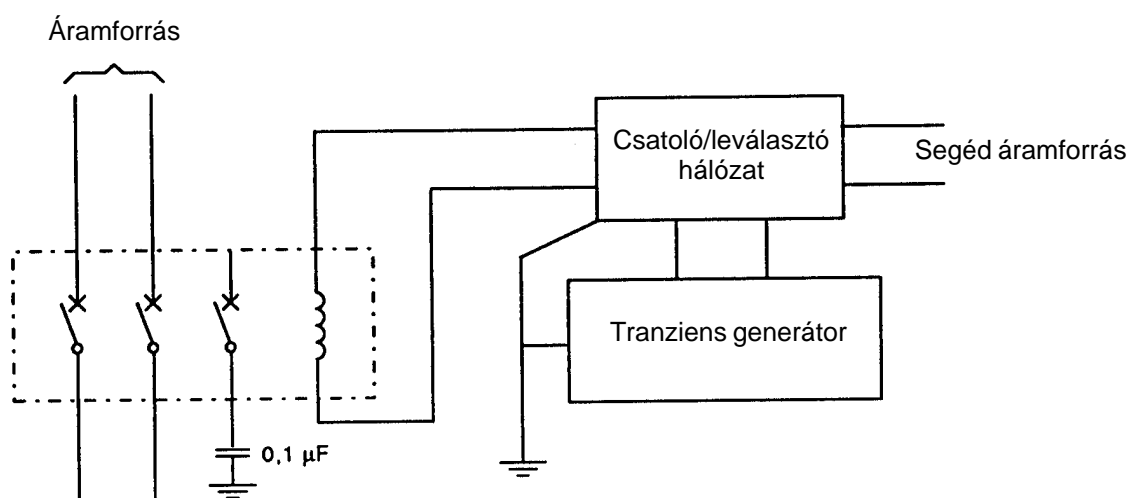 Áramforrás
Csatoló/leválasztó
hálózat
Segéd áramforrás
Tranziens generátor
0,1 µF